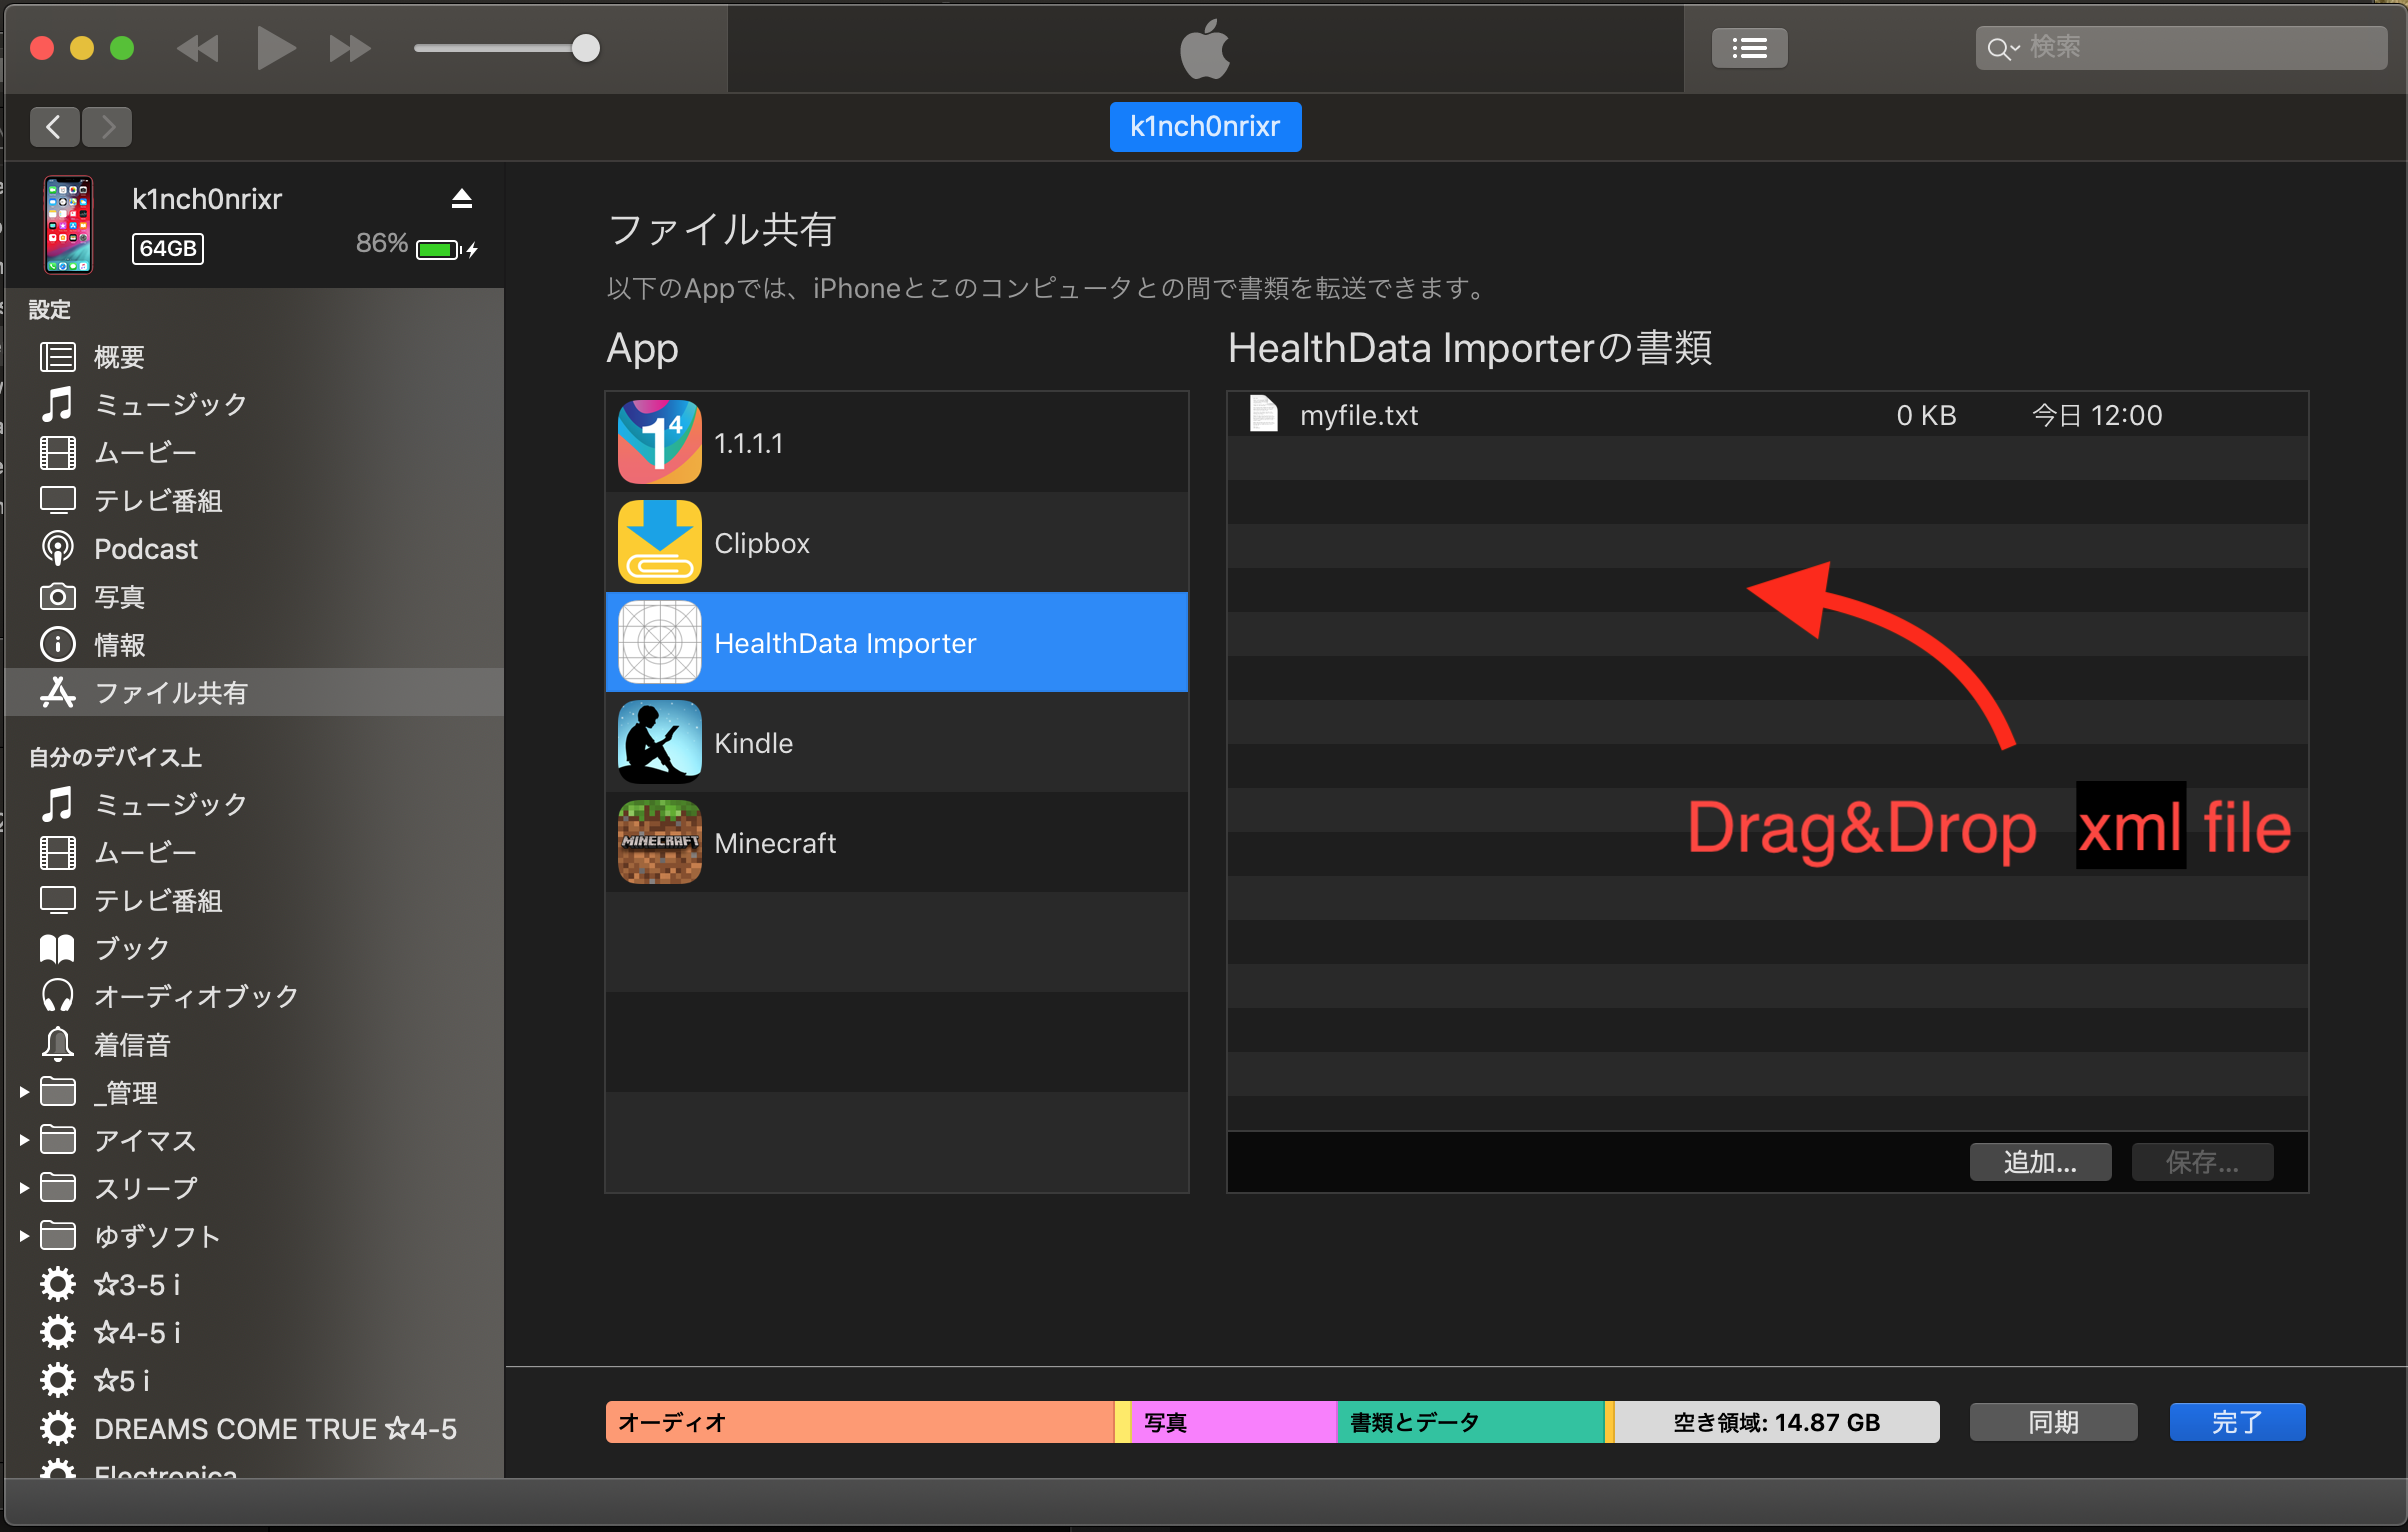 検索
k1nch0nrixr
k1nch0nrixr
64GB
86%
設定
概要
ミュージック
ムービー
テレビ番組
Podcast
写真
情報
ファイル共有
自分のデバイス上
ミュージック
ムービー
テレビ番組
ブック
オーディオブック
着信音
_管理
アイマス
スリープ
ゆずソフト
☆3-5 i
☆4-5 i
☆5 i
DREAMS COME TRUE ☆4-5
Electronica
ファイル共有
以下のAppでは、iPhoneとこのコンピュータとの間で書類を転送できます。
App
1.1.1.1
Clipbox
HealthData Importer
Kindle
MINECRAFT
Minecraft
HealthData Importerの書類
myfile.txt 0 KB 今日 12:00
Drag&Drop xml file
追加... 保存...
オーディオ 写真 書類とデータ 空き領域: 14.87 GB 同期 完了